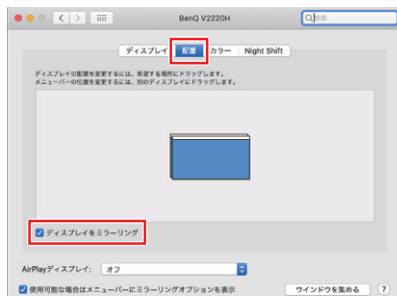 BenQ V2220H
検索
ディスプレイ 配置 カラー Night Shift
ディスプレイの配置を変更するには、希望する場所にドラッグします。
メニューバーの位置を変更するには、別のディスプレイにドラッグします。
ディスプレイをミラーリング
AirPlayディスプレイ: オフ
使用可能な場合はメニューバーにミラーリングオプションを表示
ウインドウを集める ?